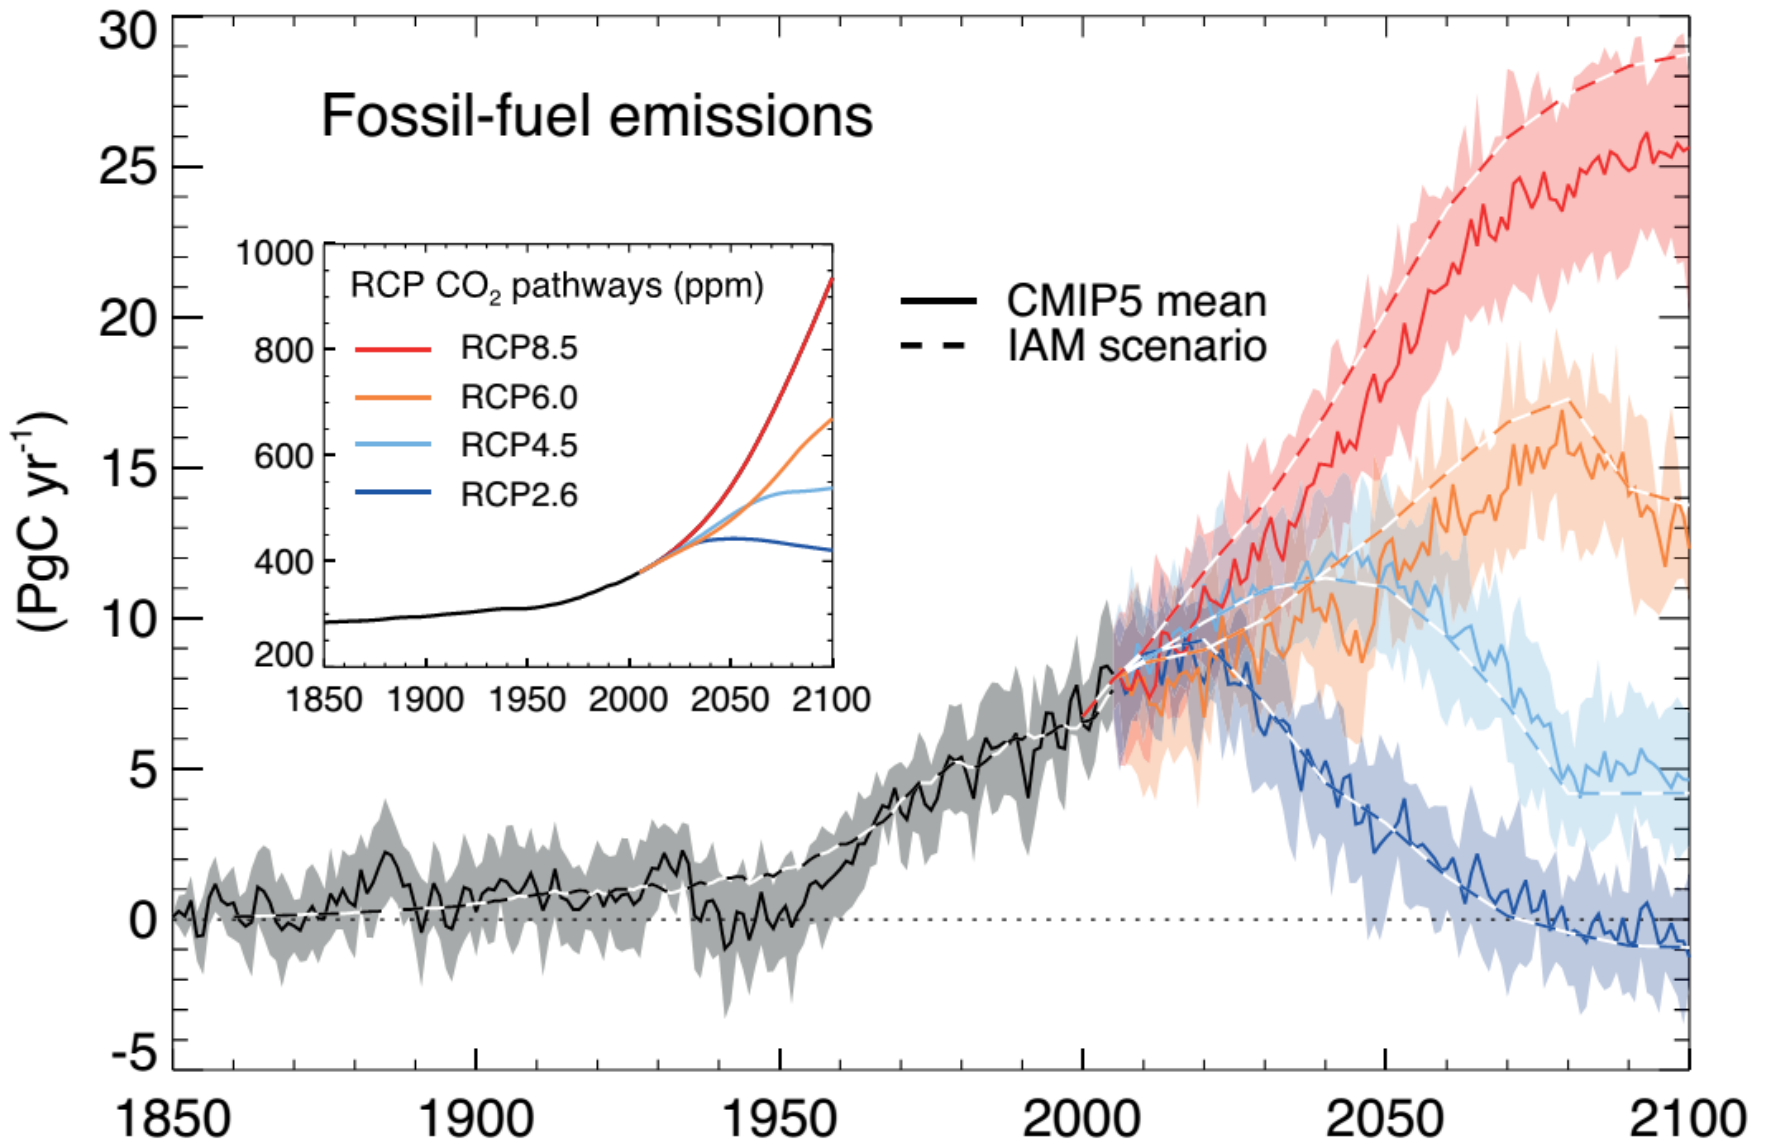 30
Fossil-fuel emissions
25
1000
RCP CO₂ pathways (ppm)
CMIP5 mean
20
800
RCP8.5
IAM scenario
RCP6.0
(PgC yr⁻¹)
15
600
RCP4.5
RCP2.6
400
10
200
1850 1900 1950 2000 2050 2100
5
0
-5
1850 1900 1950 2000 2050 2100